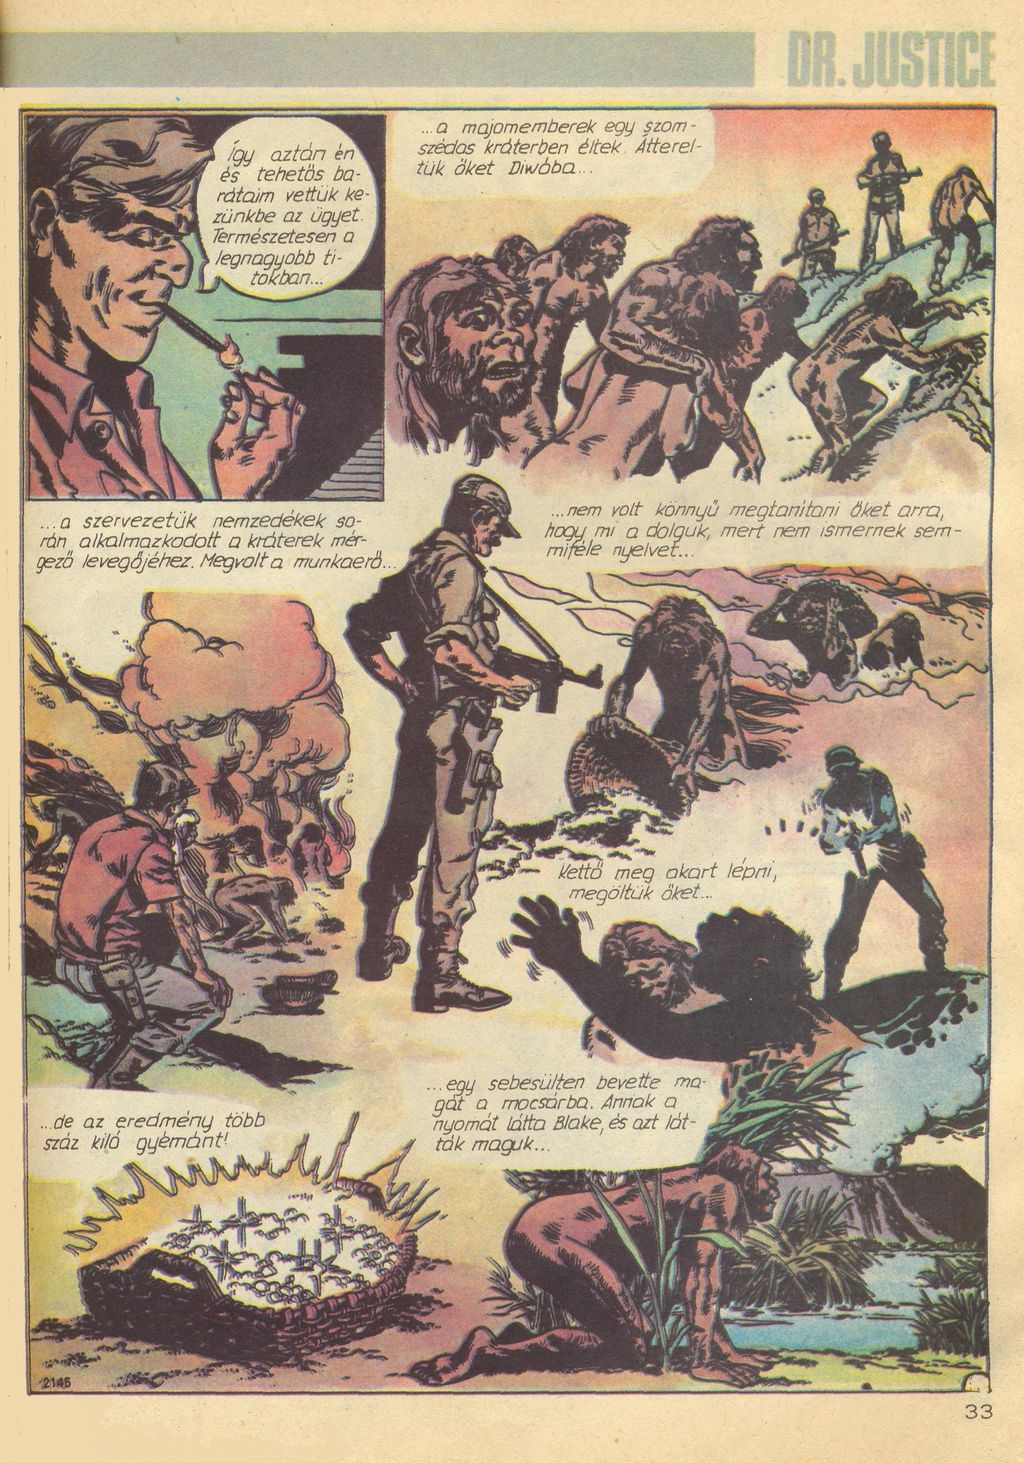 DR. JUSTICE
Így aztán én
és tehetős ba-
rátaim vettük ke-
zünkbe az ügyet.
Természetesen a
legnagyobb ti-
tokban...
...a majomemberek egy szom-
szédos kráterben éltek. Átterel-
tük őket Diwába...
...a szervezetük nemzedékek so-
rán alkalmazkodott a kráterek mér-
gező levegőjéhez. Megvolt a munkaerő...
...nem volt könnyű megtanítani őket arra,
hogy mi a dolguk, mert nem ismernek sem-
miféle nyelvet...
Kettő meg akart lépni,
megöltük őket...
...egy sebesülten bevette ma-
gát a mocsárba. Annak a
nyomát látta Blake, és azt lát-
ták maguk...
...de az eredmény több
száz kiló gyémánt!
2145
33